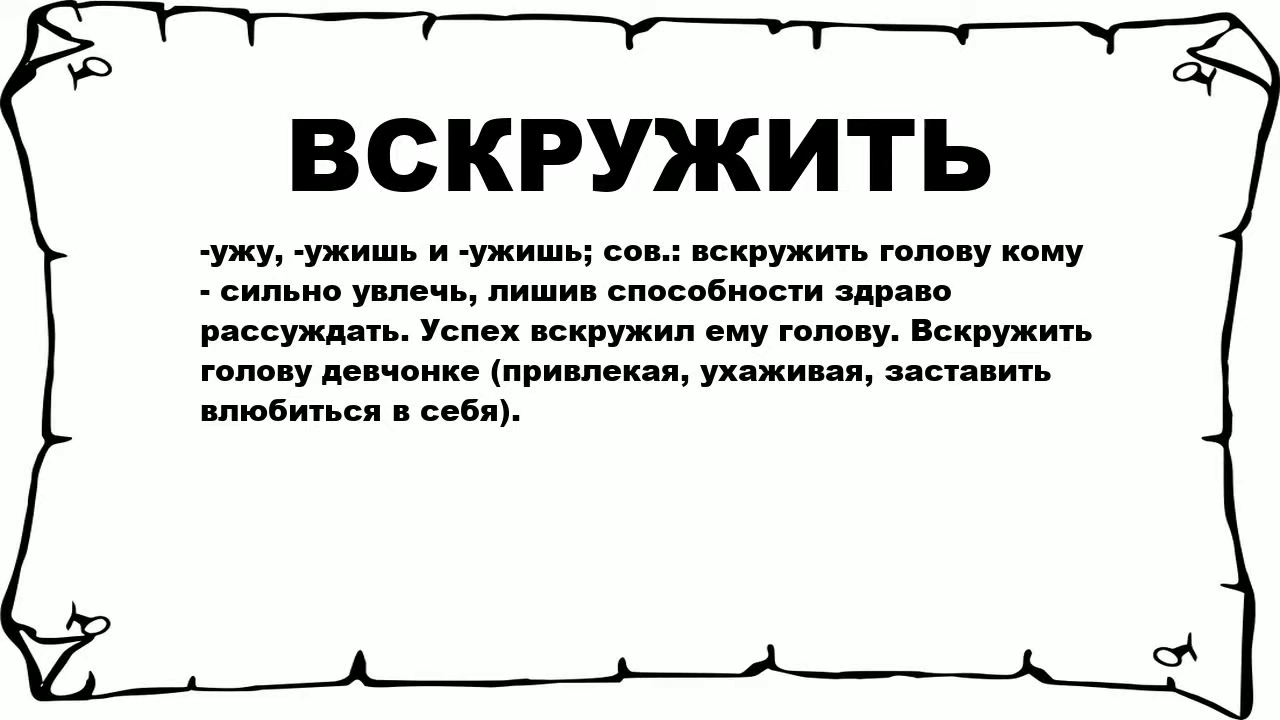 ВСКРУЖИТЬ
-ужу, -ужишь и -ужишь; сов.: вскружить голову кому
- сильно увлечь, лишив способности здраво
рассуждать. Успех вскружил ему голову. Вскружить
голову девчонке (привлекая, ухаживая, заставить
влюбиться в себя).